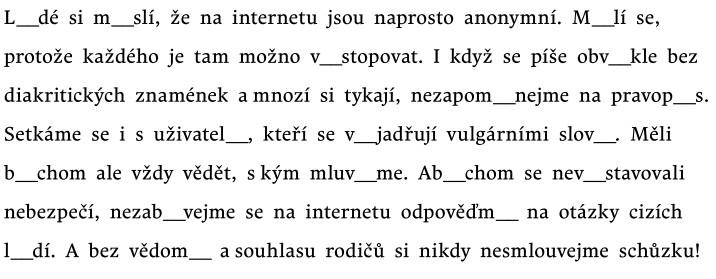 L__dé si m__slí, že na internetu jsou naprosto anonymní. M__lí se,
protože každého je tam možno v__stopovat. I když se píše obv__kle bez
diakritických znamének a mnozí si tykají, nezapom__nejme na pravop__s.
Setkáme se i s uživatel__, kteří se v__jadřují vulgárními slov__. Měli
b__chom ale vždy vědět, s kým mluv__me. Ab__chom se nev__stavovali
nebezpečí, nezab__vejme se na internetu odpověďm__ na otázky cizích
l__dí. A bez vědom__ a souhlasu rodičů si nikdy nesmlouvejme schůzku!